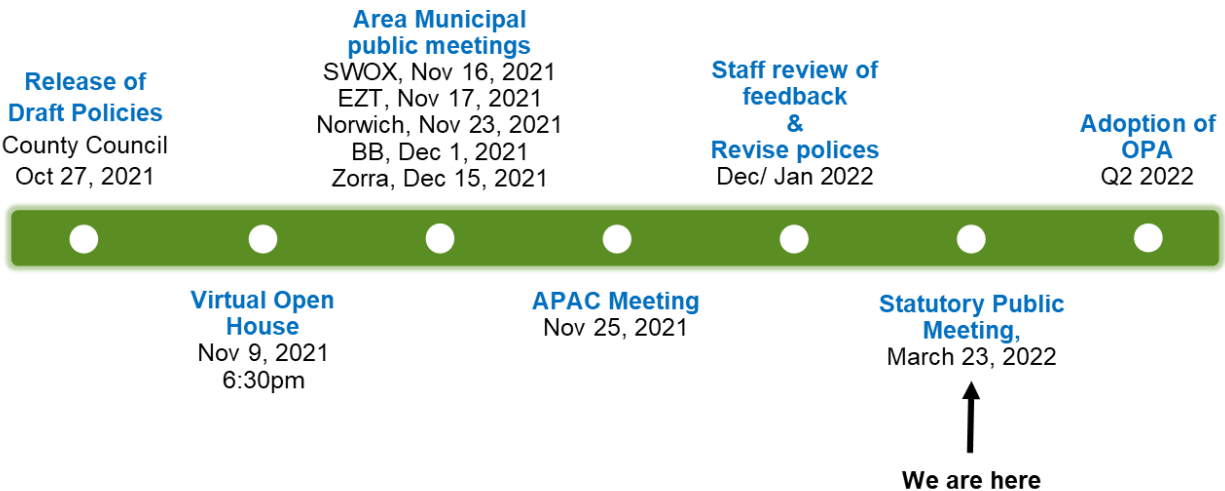 Release of
Draft Policies
County Council
Oct 27, 2021
Virtual Open
House
Nov 9, 2021
6:30pm
Area Municipal
public meetings
SWOX, Nov 16, 2021
EZT, Nov 17, 2021
Norwich, Nov 23, 2021
BB, Dec 1, 2021
Zorra, Dec 15, 2021
APAC Meeting
Nov 25, 2021
Staff review of
feedback
&
Revise polices
Dec/ Jan 2022
Statutory Public
Meeting,
March 23, 2022
We are here
Adoption of
OPA
Q2 2022